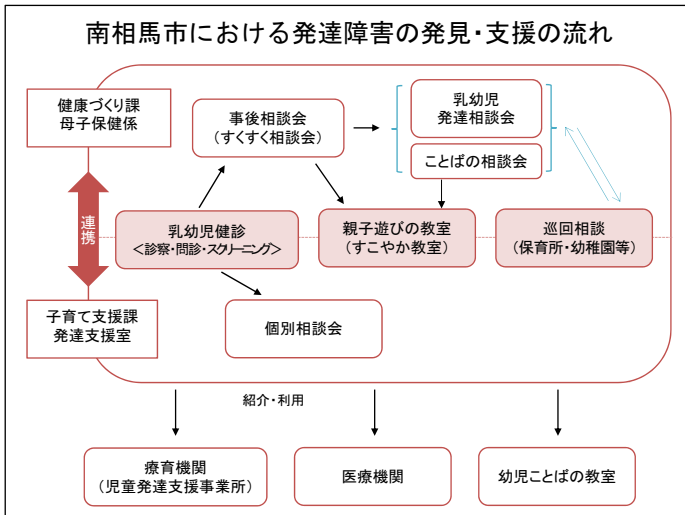 南相馬市における発達障害の発見・支援の流れ
健康づくり課
母子保健係
事後相談会
(すくすく相談会)
乳幼児
発達相談会
ことばの相談会
連携
乳幼児健診
<診察・問診・スクリーニング>
親子遊びの教室
(すこやか教室)
巡回相談
(保育所・幼稚園等)
子育て支援課
発達支援室
個別相談会
紹介・利用
療育機関
(児童発達支援事業所)
医療機関
幼児ことばの教室